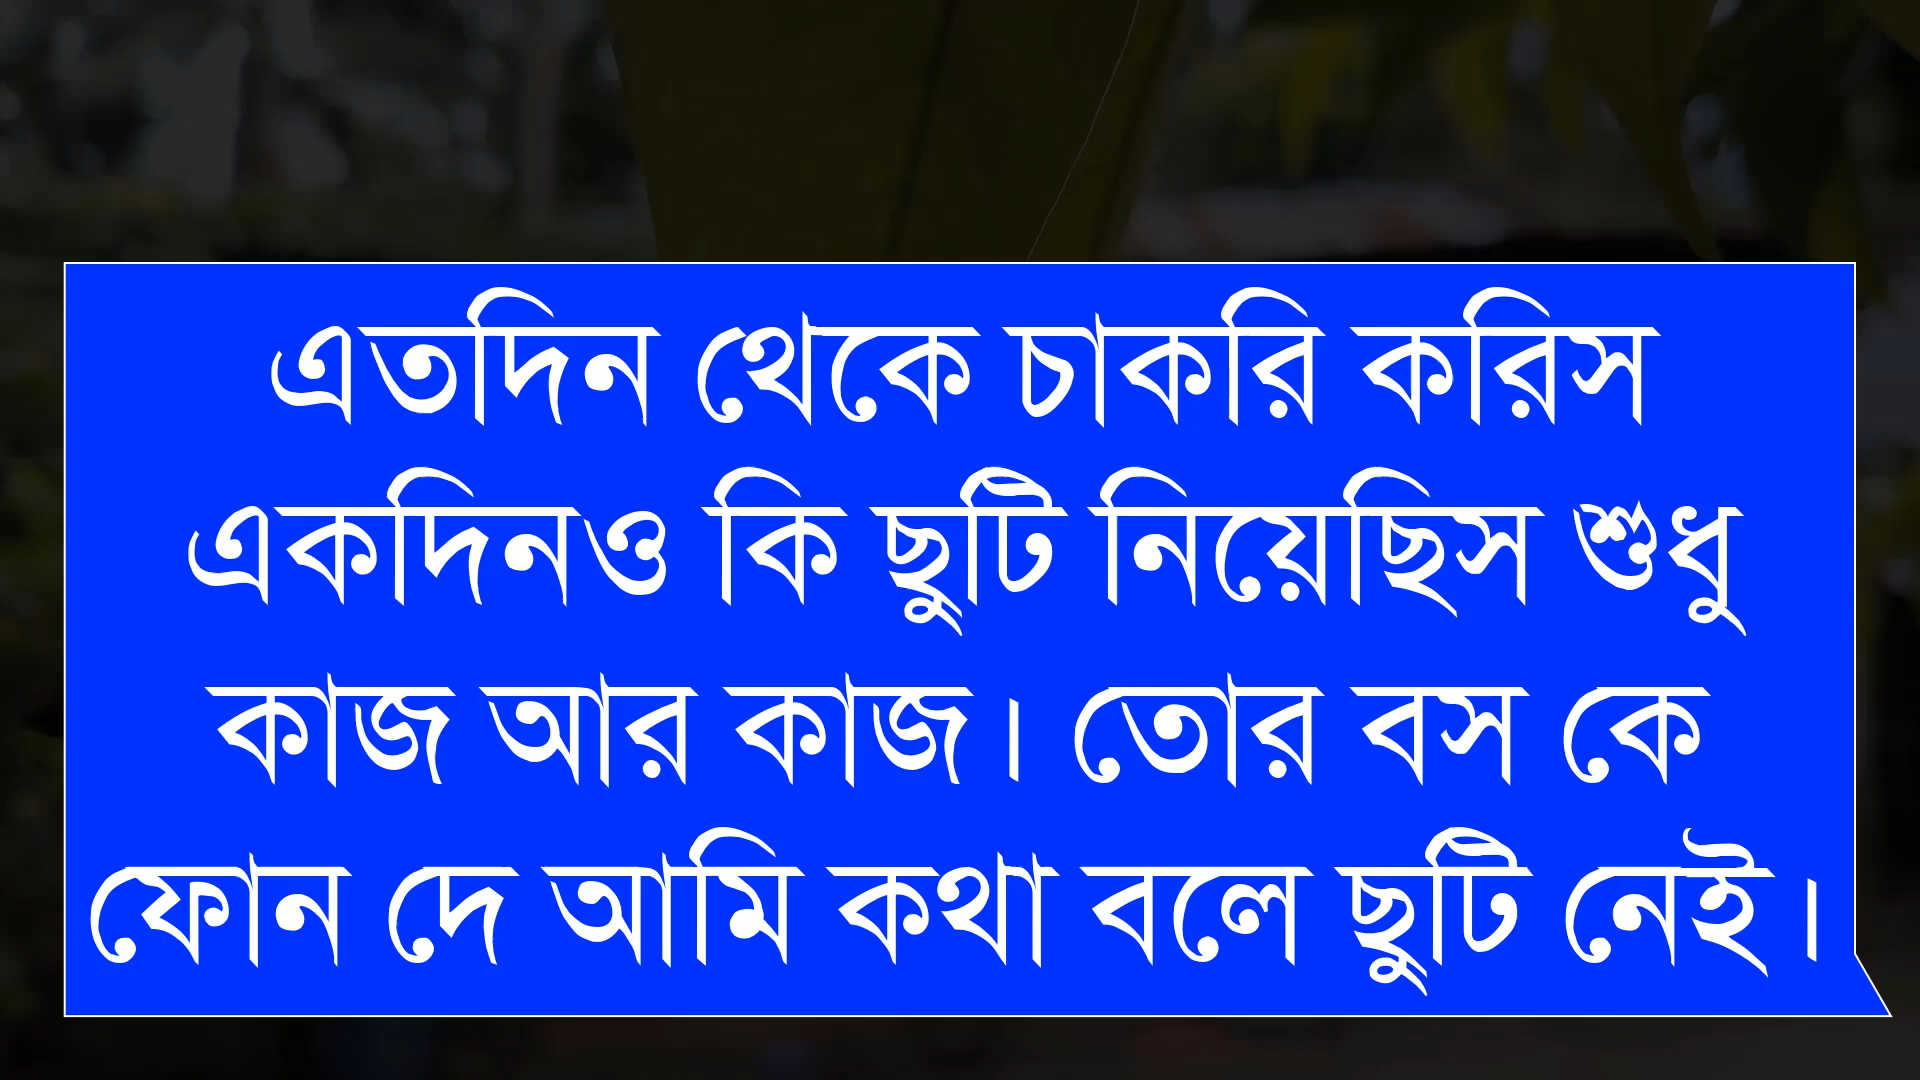 এতদিন থেকে চাকরি করিস
একদিনও কি ছুটি নিয়েছিস শুধু
কাজ আর কাজ। তোর বস কে
ফোন দে আমি কথা বলে ছুটি নেই।